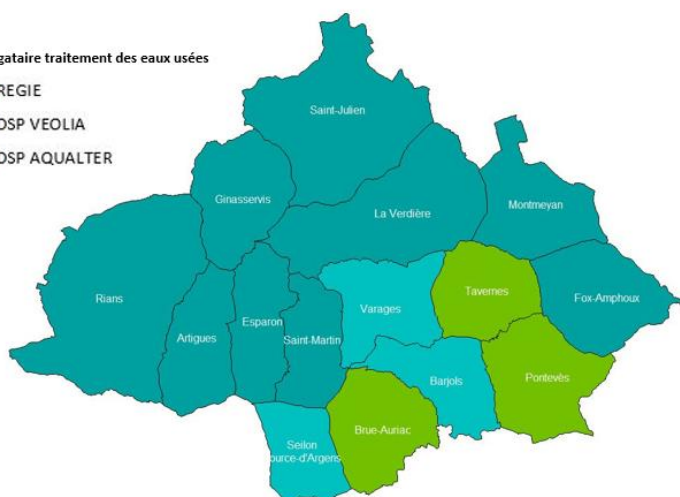 gataire traitement des eaux usées
REGIE
DSP VEOLIA
DSP AQUALTER
Saint-Julien
Ginasservis
La Verdière
Montmeyan
Rians
Artigues
Esparon
Saint-Martin
Varages
Tavernes
Fox-Amphoux
Barjols
Pontevès
Brue-Auriac
Seilon
ource-d'Argens